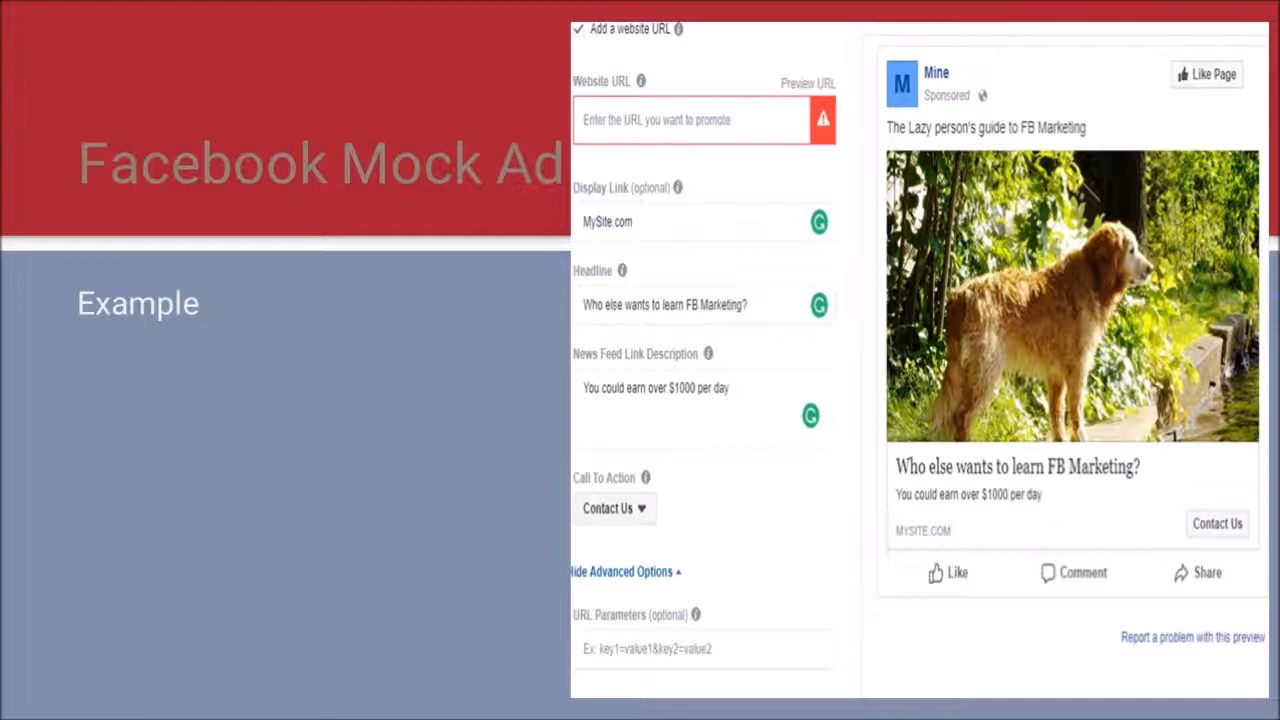 Facebook Mock Ad
Example
Add a website URL
Website URL
Preview URL
Enter the URL you want to promote
Display Link (optional)
MySite.com
Headline
Who else wants to learn FB Marketing?
News Feed Link Description
You could earn over $1000 per day
Call To Action
Contact Us
Hide Advanced Options
URL Parameters (optional)
Ex: key1=value1&key2=value2
M
Mine
Sponsored
Like Page
The Lazy person's guide to FB Marketing
Who else wants to learn FB Marketing?
You could earn over $1000 per day
MYSITE.COM
Contact Us
Like Comment Share
Report a problem with this preview